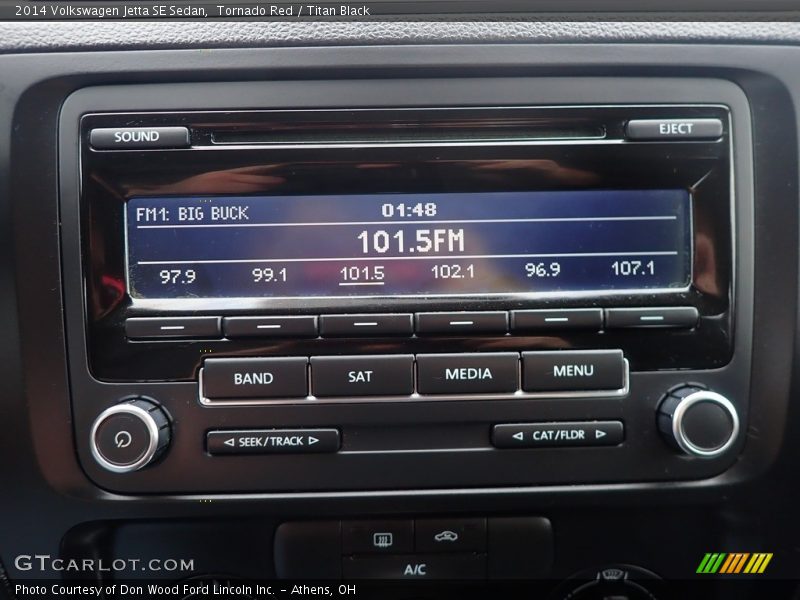 2014 Volkswagen Jetta SE Sedan,  Tornado Red / Titan Black
SOUND
EJECT
FM1: BIG BUCK
01:48
101.5FM
97.9 99.1 101.5 102.1 96.9 107.1
BAND SAT MEDIA MENU
SEEK/TRACK
CAT/FLDR
A/C
GTCARLOT.COM
Photo Courtesy of Don Wood Ford Lincoln Inc. - Athens, OH